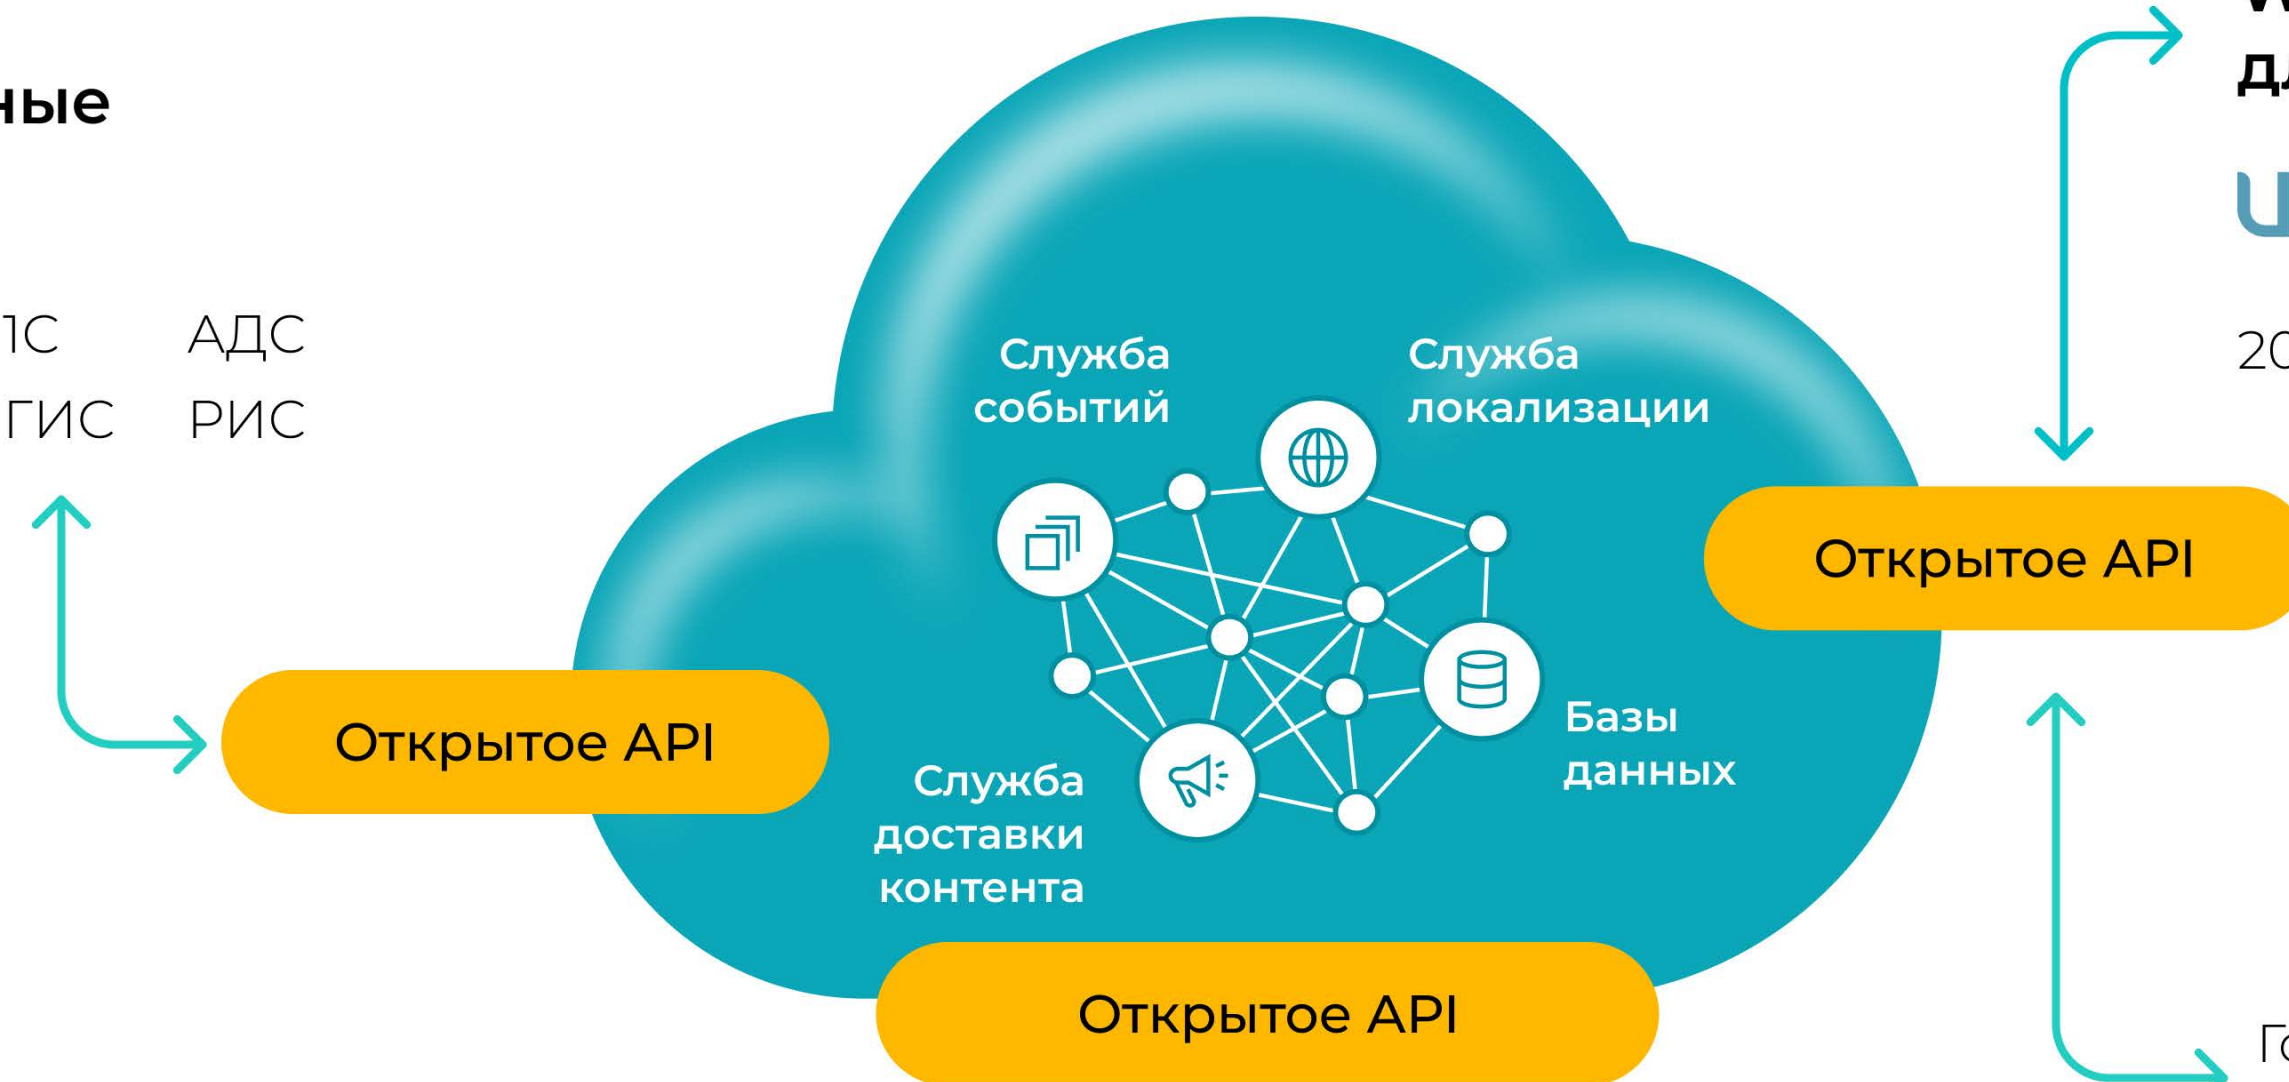 1С АДС
ГИС РИС
Открытое API
Служба
событий
Служба
локализации
Базы
данных
Служба
доставки
контента
Открытое API
Открытое API